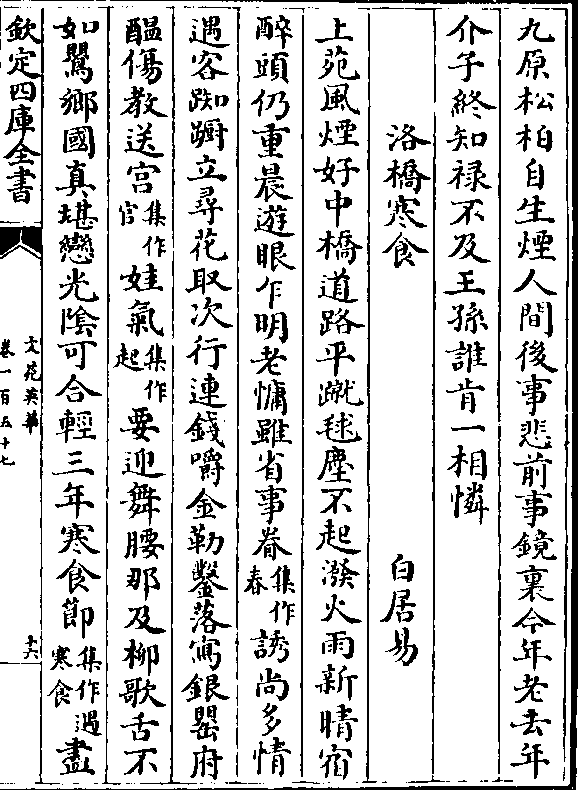 九原松柏自生煙人間後事悲前事鏡裏今年老去年
介子終知禄不及王孫誰肯一相憐
洛橋寒食 白居易
上苑風煙好中橋道路平蹴毬塵不起潑火雨新晴宿
醉頭仍重晨遊眼乍明老慵雖省事眷集作春誘尚多情
遇客踟躕立尋花取次行連錢嚼金勒鑿落寫銀罌府
醖傷教送宫集作官娃氣集作起要迎舞腰那及柳歌舌不
如鸎鄉國真堪戀光陰可合輕三年寒食節集作遇寒食盡
欽定四庫全書
文苑英華
卷一百五十七
十六